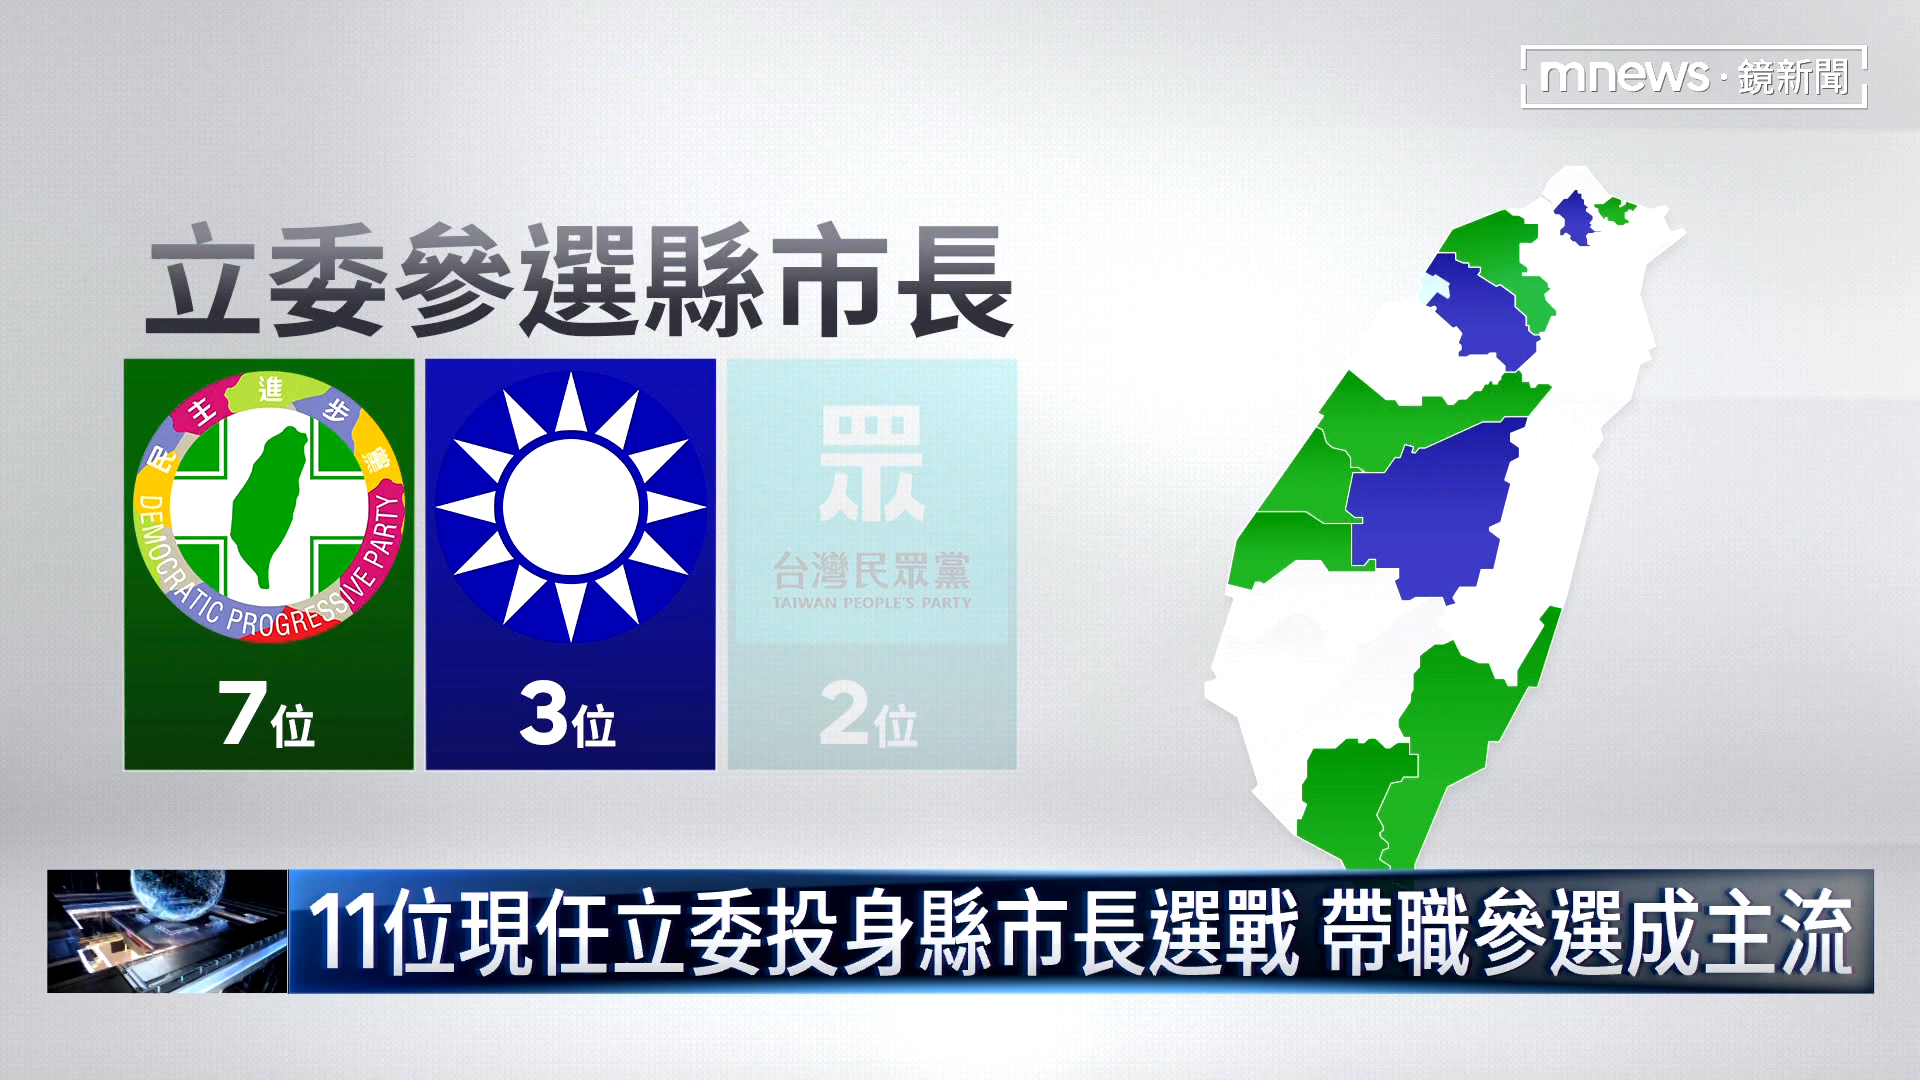 mnews·鏡新聞
立委參選縣市長
民主進步黨
DEMOCRATIC PROGRESSIVE PARTY
7位
3位
眾
台灣民眾黨
TAIWAN PEOPLE'S PARTY
2位
11位現任立委投身縣市長選戰 帶職參選成主流